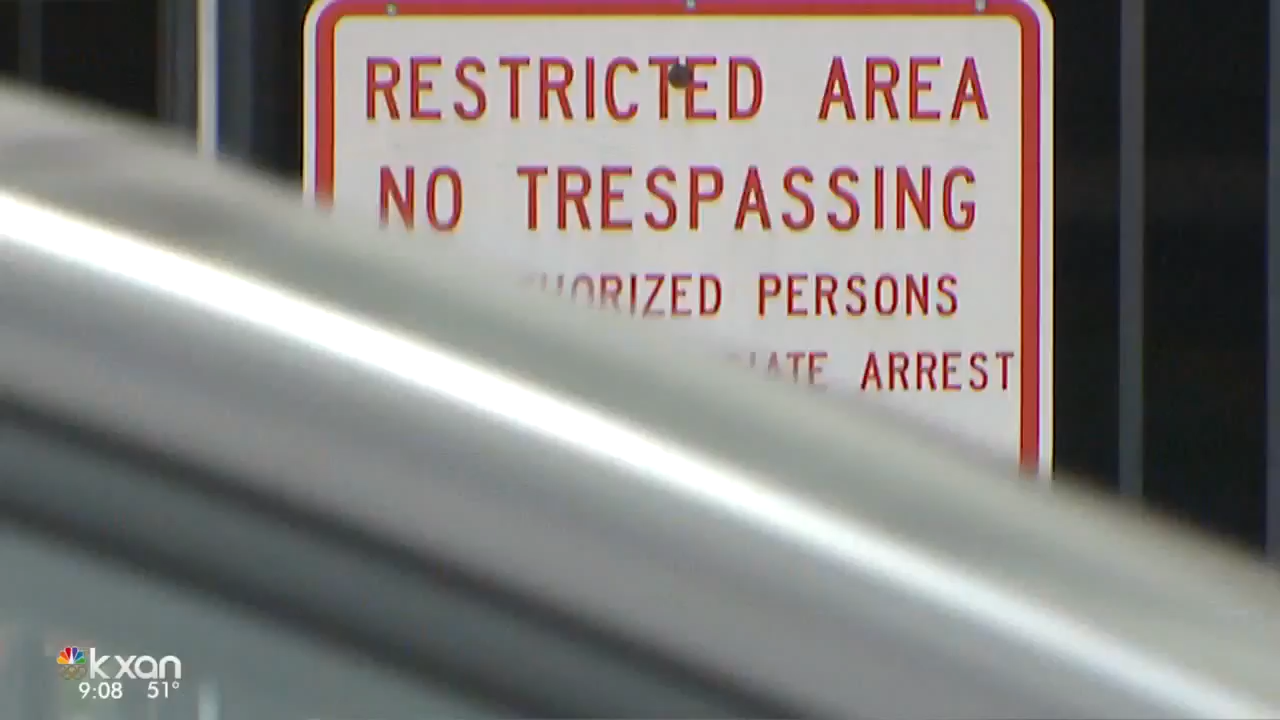 RESTRICTED AREA
NO TRESPASSING
PERSONS
ARREST
kxan
9:08 51°